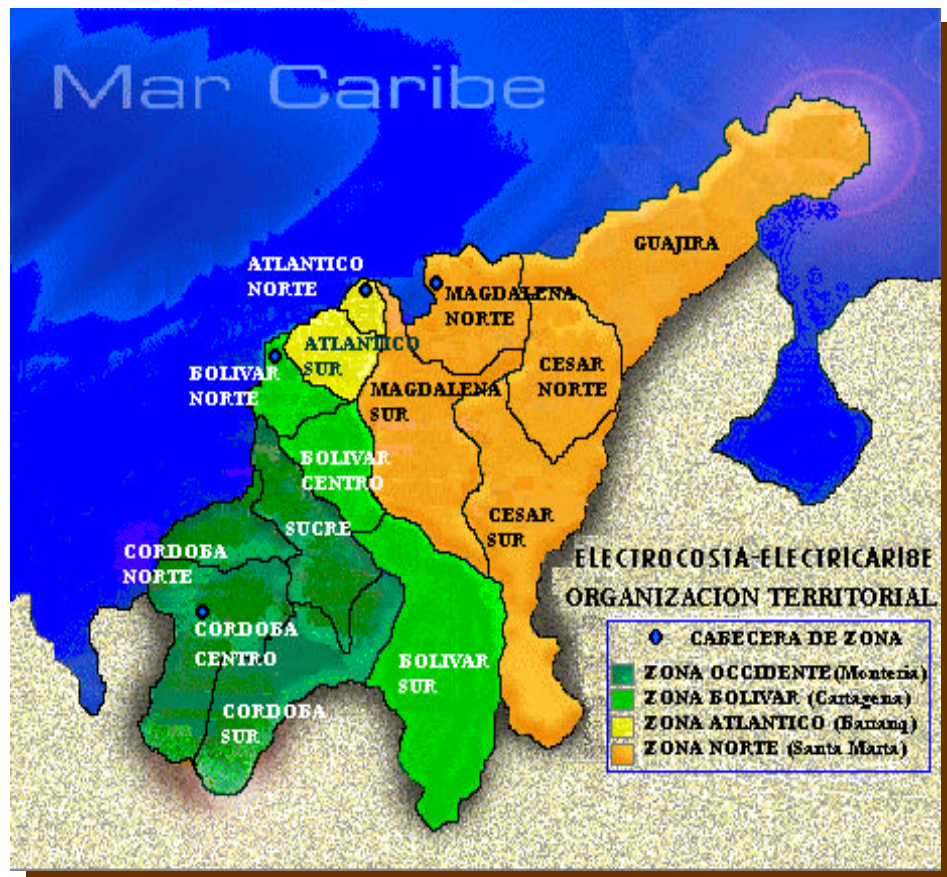 Mar Caribe
GUAJIRA
ATLANTICO
NORTE
MAGDALENA
NORTE
ATLANTICO
SUR
CESAR
NORTE
BOLIVAR
NORTE
MAGDALENA
SUR
BOLIVAR
CENTRO
CESAR
SUR
SUCRE
CORDOBA
NORTE
ELECTROCOSTA-ELECTRICARIBE
ORGANIZACION TERRITORIAL
CORDOBA
CENTRO
BOLIVAR
SUR
CORDOBA
SUR
CABECERA DE ZONA
ZONA OCCIDENTE (Monteria)
ZONA BOLIVAR (Cartagena)
ZONA ATLANTICO (Barranq)
ZONA NORTE (Santa Marta)